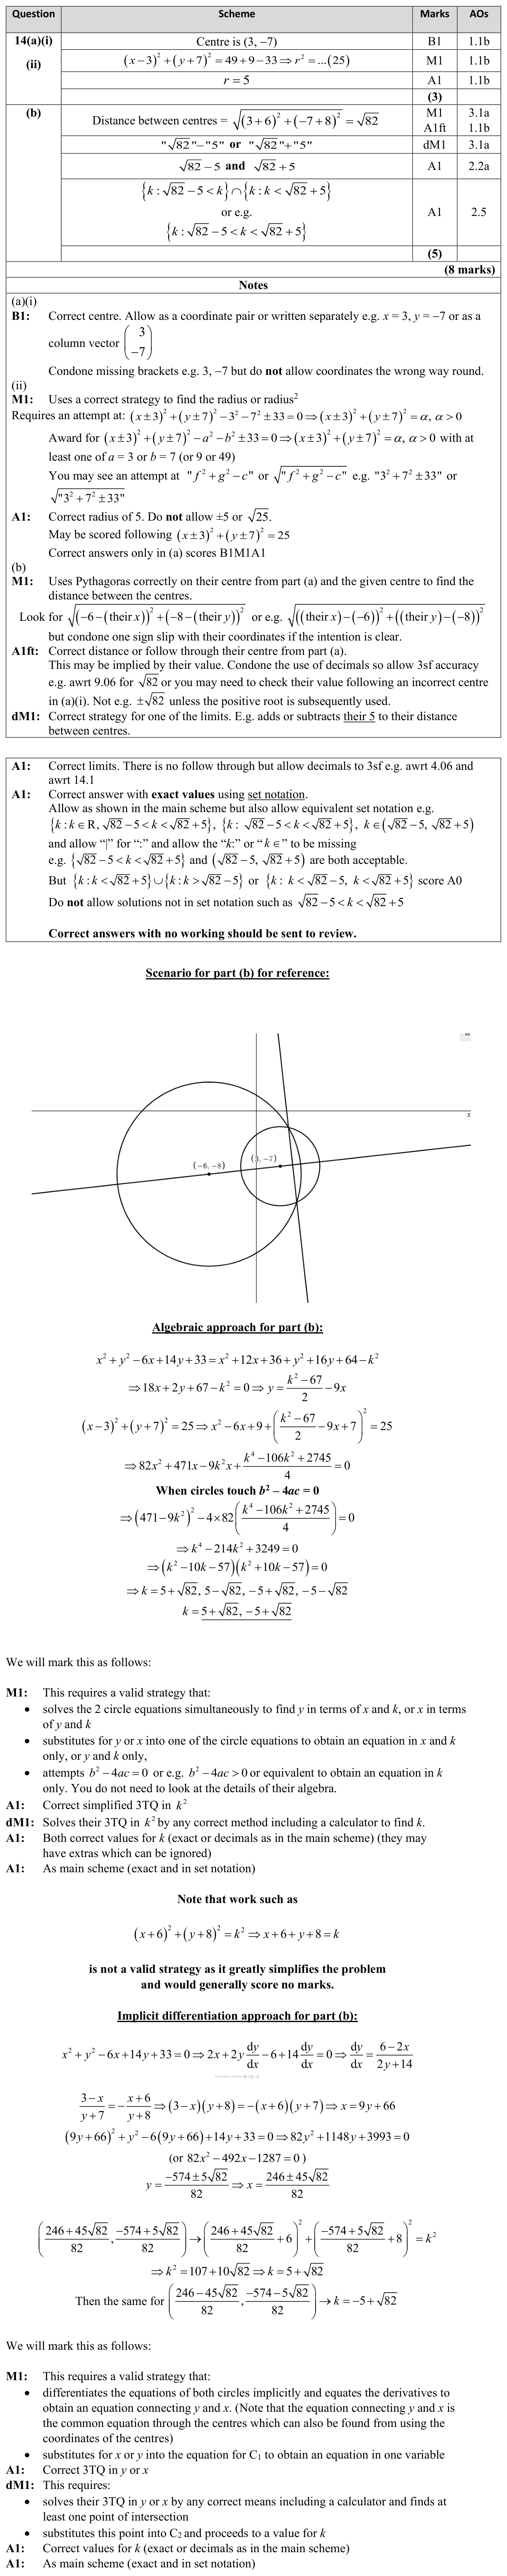 Question Scheme Marks AOs
14(a)(i) Centre is (3, −7) B1 1.1b
(ii) (x−3)² + (y+7)² = 49+9−33 ⇒ r² = ...(25) M1 1.1b
r = 5 A1 1.1b
(3)
(b) Distance between centres = √((3+6)² + (−7+8)²) = √82 M1 3.1a
A1ft 1.1b
"√82"−"5" or "√82"+"5" dM1 3.1a
√82 − 5 and √82 + 5 A1 2.2a
{k : √82 − 5 < k} ∩ {k : k < √82 + 5}
or e.g. A1 2.5
{k : √82 − 5 < k < √82 + 5}
(5)
(8 marks)
Notes
(a)(i)
B1: Correct centre. Allow as a coordinate pair or written separately e.g. x = 3, y = −7 or as a
column vector (3 −7)
Condone missing brackets e.g. 3, −7 but do not allow coordinates the wrong way round.
(ii)
M1: Uses a correct strategy to find the radius or radius²
Requires an attempt at: (x±3)² + (y±7)² − 3² − 7² ± 33 = 0 ⇒ (x±3)² + (y±7)² = α, α > 0
Award for (x±3)² + (y±7)² − a² − b² ± 33 = 0 ⇒ (x±3)² + (y±7)² = α, α > 0 with at
least one of a = 3 or b = 7 (or 9 or 49)
You may see an attempt at "f² + g² − c" or √("f² + g² − c") e.g. "3² + 7² ± 33" or
√("3² + 7² ± 33")
A1: Correct radius of 5. Do not allow ±5 or √25.
May be scored following (x±3)² + (y±7)² = 25
Correct answers only in (a) scores B1M1A1
(b)
M1: Uses Pythagoras correctly on their centre from part (a) and the given centre to find the
distance between the centres.
Look for √((−6−(their x))² + (−8−(their y))²) or e.g. √(((their x)−(−6))² + ((their y)−(−8))²)
but condone one sign slip with their coordinates if the intention is clear.
A1ft: Correct distance or follow through their centre from part (a).
This may be implied by their value. Condone the use of decimals so allow 3sf accuracy
e.g. awrt 9.06 for √82 or you may need to check their value following an incorrect centre
in (a)(i). Not e.g. ±√82 unless the positive root is subsequently used.
dM1: Correct strategy for one of the limits. E.g. adds or subtracts their 5 to their distance
between centres.
A1: Correct limits. There is no follow through but allow decimals to 3sf e.g. awrt 4.06 and
awrt 14.1
A1: Correct answer with exact values using set notation.
Allow as shown in the main scheme but also allow equivalent set notation e.g.
{k : k ∈ R, √82 − 5 < k < √82 + 5}, {k : √82 − 5 < k < √82 + 5}, k ∈ (√82 − 5, √82 + 5)
and allow "|" for ":" and allow the "k:" or "k ∈" to be missing
e.g. {√82 − 5 < k < √82 + 5} and (√82 − 5, √82 + 5) are both acceptable.
But {k : k < √82 + 5} ∪ {k : k > √82 − 5} or {k : k < √82 − 5, k < √82 + 5} score A0
Do not allow solutions not in set notation such as √82 − 5 < k < √82 + 5
Correct answers with no working should be sent to review.
Scenario for part (b) for reference:
x
(−6, −8)
(3, −7)
Algebraic approach for part (b):
x² + y² − 6x + 14y + 33 = x² + 12x + 36 + y² + 16y + 64 − k²
⇒ 18x + 2y + 67 − k² = 0 ⇒ y = (k² − 67)/2 − 9x
(x−3)² + (y+7)² = 25 ⇒ x² − 6x + 9 + ((k² − 67)/2 − 9x + 7)² = 25
⇒ 82x² + 471x − 9k²x + (k⁴ − 106k² + 2745)/4 = 0
When circles touch b² – 4ac = 0
⇒ (471 − 9k²)² − 4×82((k⁴ − 106k² + 2745)/4) = 0
⇒ k⁴ − 214k² + 3249 = 0
⇒ (k² − 10k − 57)(k² + 10k − 57) = 0
⇒ k = 5 + √82, 5 − √82, −5 + √82, −5 − √82
k = 5 + √82, −5 + √82
We will mark this as follows:
M1: This requires a valid strategy that:
• solves the 2 circle equations simultaneously to find y in terms of x and k, or x in terms
of y and k
• substitutes for y or x into one of the circle equations to obtain an equation in x and k
only, or y and k only,
• attempts b² − 4ac = 0 or e.g. b² − 4ac > 0 or equivalent to obtain an equation in k
only. You do not need to look at the details of their algebra.
A1: Correct simplified 3TQ in k²
dM1: Solves their 3TQ in k² by any correct method including a calculator to find k.
A1: Both correct values for k (exact or decimals as in the main scheme) (they may
have extras which can be ignored)
A1: As main scheme (exact and in set notation)
Note that work such as
(x+6)² + (y+8)² = k² ⇒ x + 6 + y + 8 = k
is not a valid strategy as it greatly simplifies the problem
and would generally score no marks.
Implicit differentiation approach for part (b):
x² + y² − 6x + 14y + 33 = 0 ⇒ 2x + 2y dy/dx − 6 + 14 dy/dx = 0 ⇒ dy/dx = (6 − 2x)/(2y + 14)
(3 − x)/(y + 7) = −(x + 6)/(y + 8) ⇒ (3 − x)(y + 8) = −(x + 6)(y + 7) ⇒ x = 9y + 66
(9y + 66)² + y² − 6(9y + 66) + 14y + 33 = 0 ⇒ 82y² + 1148y + 3993 = 0
(or 82x² − 492x − 1287 = 0 )
y = (−574 ± 5√82)/82 ⇒ x = (246 ± 45√82)/82
((246 + 45√82)/82, (−574 + 5√82)/82) → ((246 + 45√82)/82 + 6)² + ((−574 + 5√82)/82 + 8)² = k²
⇒ k² = 107 + 10√82 ⇒ k = 5 + √82
Then the same for ((246 − 45√82)/82, (−574 − 5√82)/82) → k = −5 + √82
We will mark this as follows:
M1: This requires a valid strategy that:
• differentiates the equations of both circles implicitly and equates the derivatives to
obtain an equation connecting y and x. (Note that the equation connecting y and x is
the common equation through the centres which can also be found from using the
coordinates of the centres)
• substitutes for x or y into the equation for C₁ to obtain an equation in one variable
A1: Correct 3TQ in y or x
dM1: This requires:
• solves their 3TQ in y or x by any correct means including a calculator and finds at
least one point of intersection
• substitutes this point into C₂ and proceeds to a value for k
A1: Correct values for k (exact or decimals as in the main scheme)
A1: As main scheme (exact and in set notation)